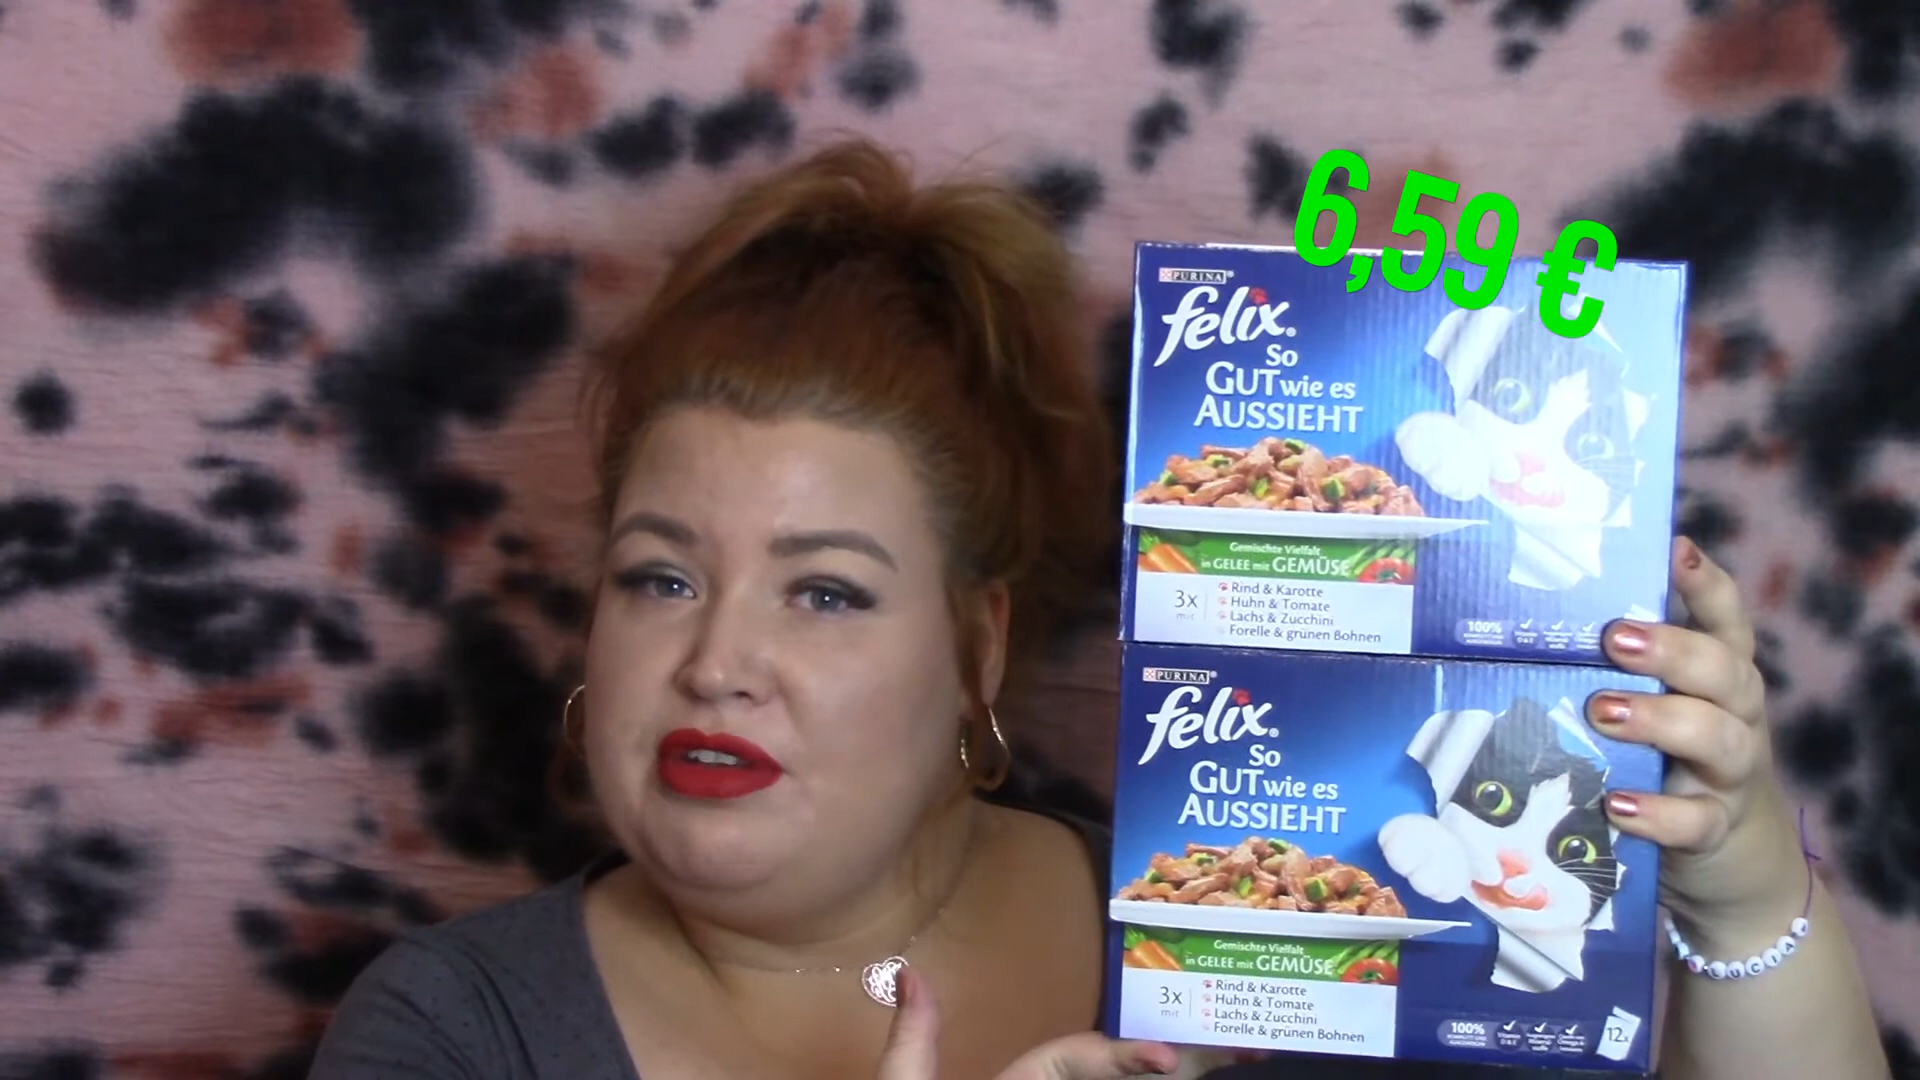 6,59 €
PURINA®
felix.
So
GUT wie es
AUSSIEHT
Gemischte Vielfalt
in GELEE mit GEMÜSE
3x
mit
Rind & Karotte
Huhn & Tomate
Lachs & Zucchini
Forelle & grünen Bohnen
100%
PURINA®
felix.
So
GUT wie es
AUSSIEHT
Gemischte Vielfalt
in GELEE mit GEMÜSE
3x
mit
Rind & Karotte
Huhn & Tomate
Lachs & Zucchini
Forelle & grünen Bohnen
100%
12x
LUCIA